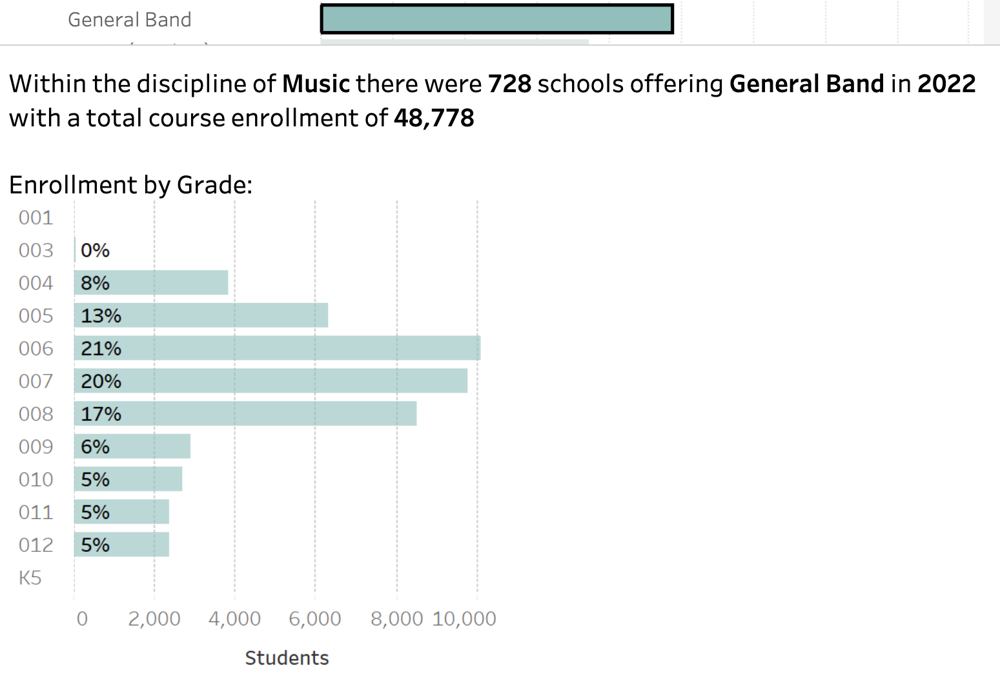 General Band
Within the discipline of Music there were 728 schools offering General Band in 2022
with a total course enrollment of 48,778
Enrollment by Grade:
001
003 0%
004 8%
005 13%
006 21%
007 20%
008 17%
009 6%
010 5%
011 5%
012 5%
K5
0 2,000 4,000 6,000 8,000 10,000
Students